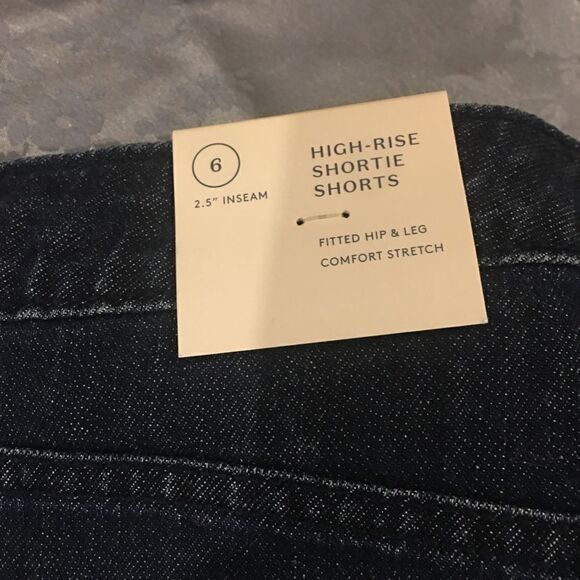 6
2.5" INSEAM
HIGH-RISE
SHORTIE
SHORTS
FITTED HIP & LEG
COMFORT STRETCH